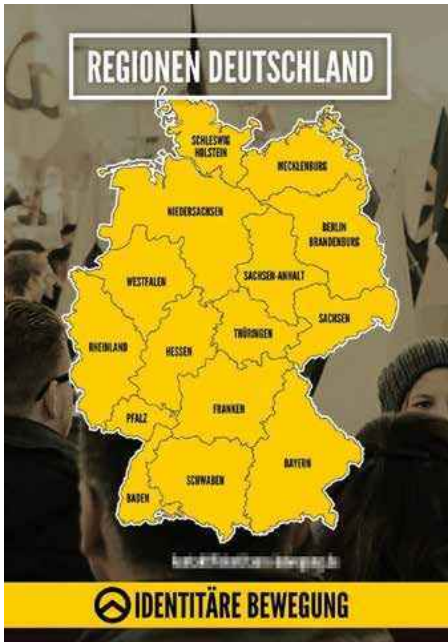 REGIONEN DEUTSCHLAND
SCHLESWIG
HOLSTEIN
MECKLENBURG
NIEDERSACHSEN
BERLIN
BRANDENBURG
SACHSEN-ANHALT
WESTFALEN
SACHSEN
THÜRINGEN
RHEINLAND
HESSEN
FRANKEN
PFALZ
BAYERN
SCHWABEN
BADEN
IDENTITÄRE BEWEGUNG